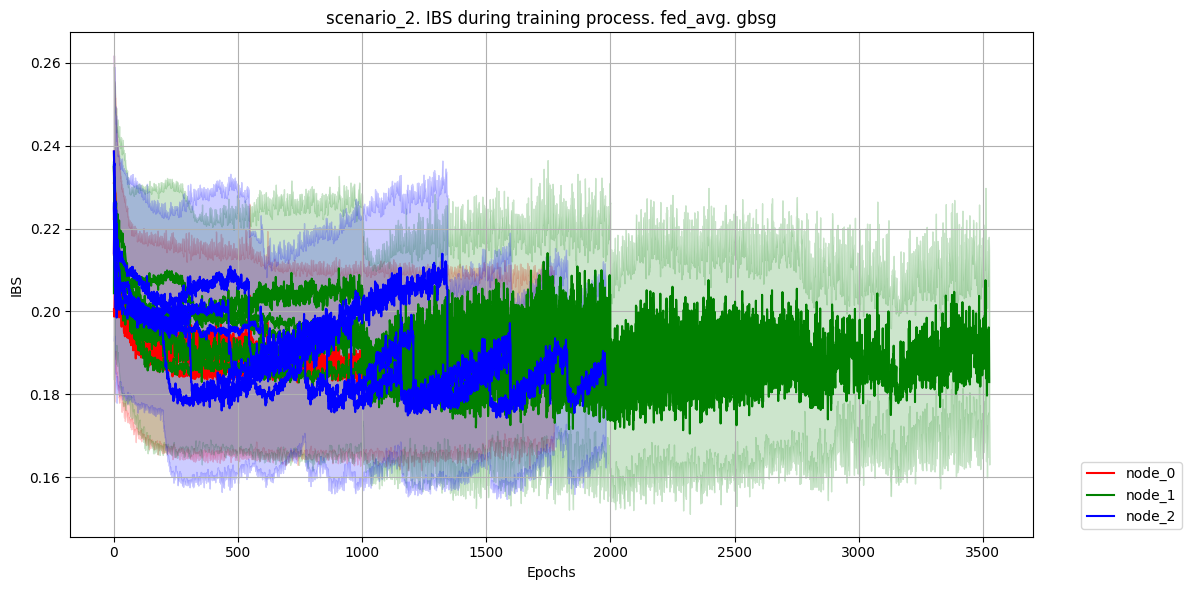 scenario_2. IBS during training process. fed_avg. gbsg
IBS
0.26
0.24
0.22
0.20
0.18
0.16
0
500
1000
1500
2000
2500
3000
3500
Epochs
node_0
node_1
node_2